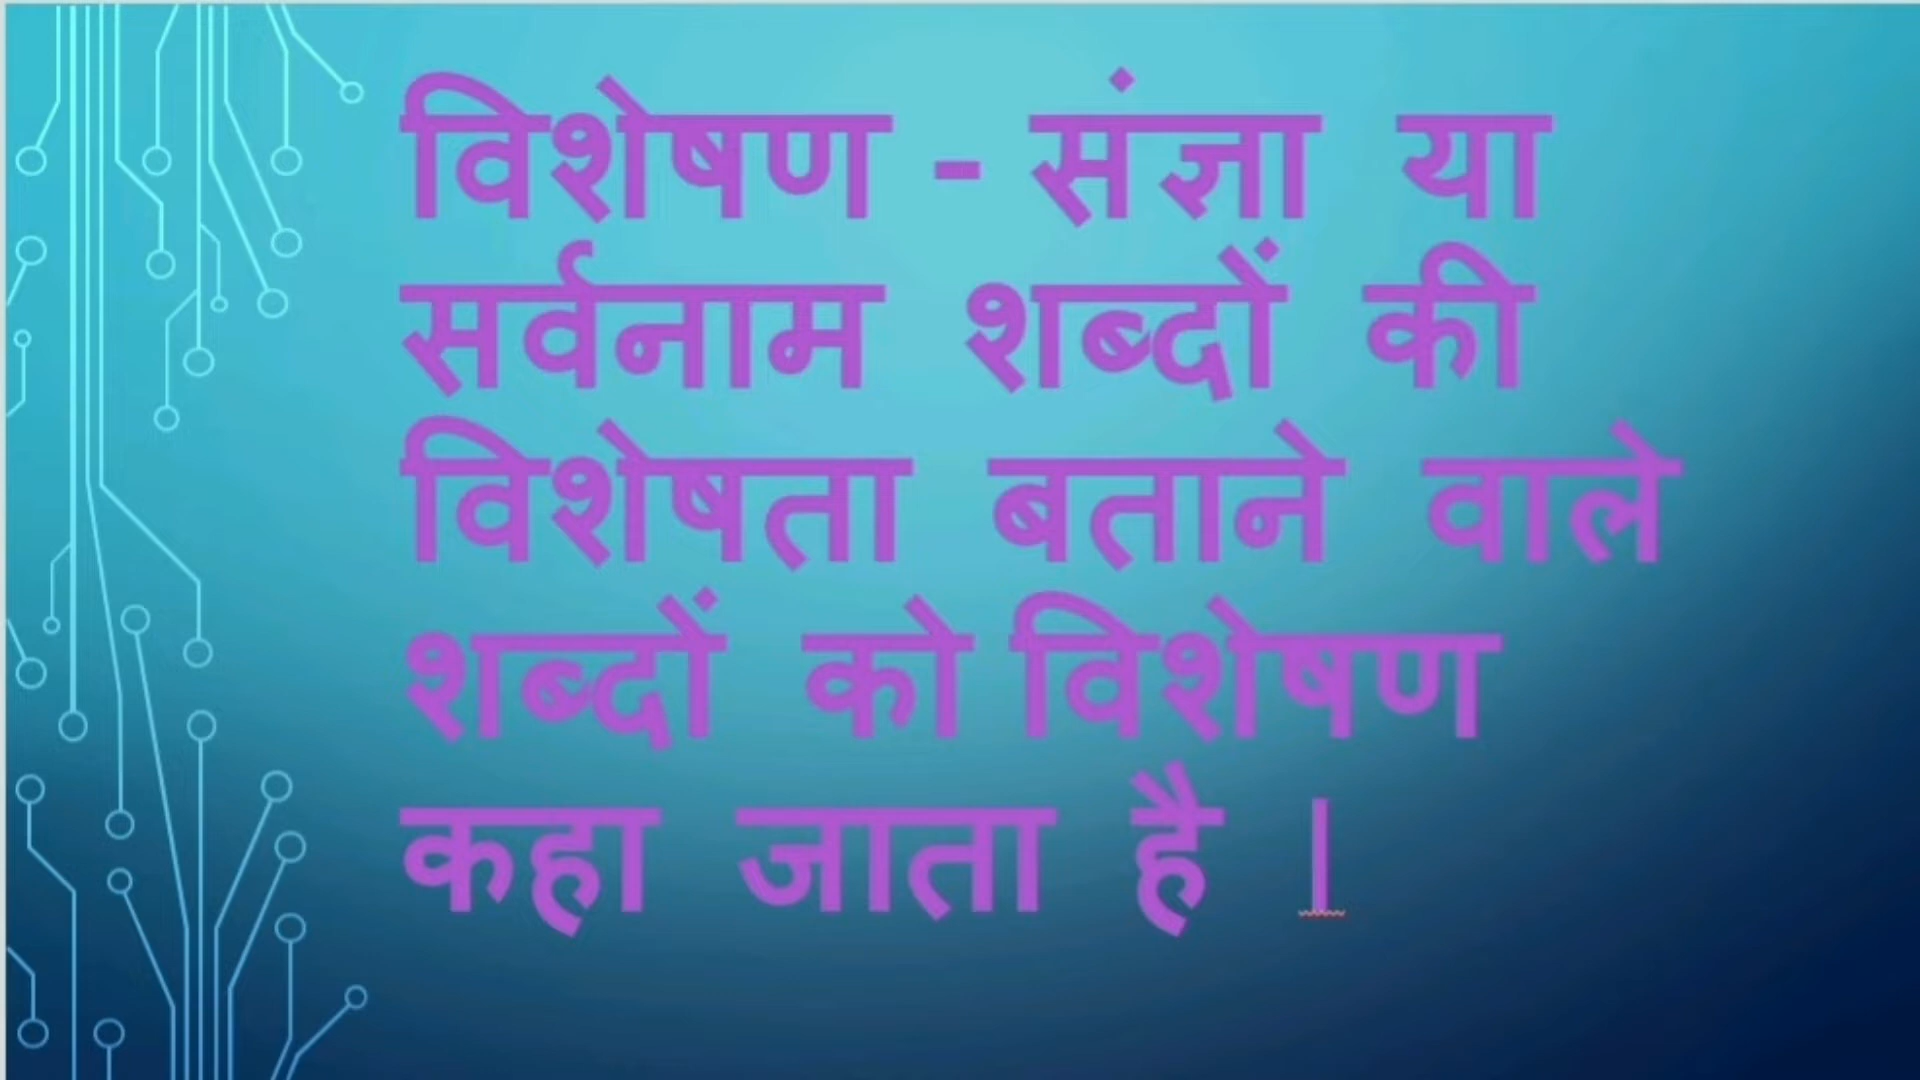 विशेषण - संज्ञा या
सर्वनाम शब्दों की
विशेषता बताने वाले
शब्दों को विशेषण
कहा जाता है |